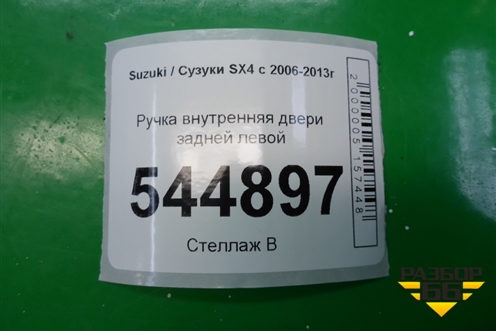 Suzuki / Сузуки SX4 с 2006-2013г
Ручка внутренняя двери
задней левой
544897
Стеллаж В
2000005157448
РАЗБОР
66